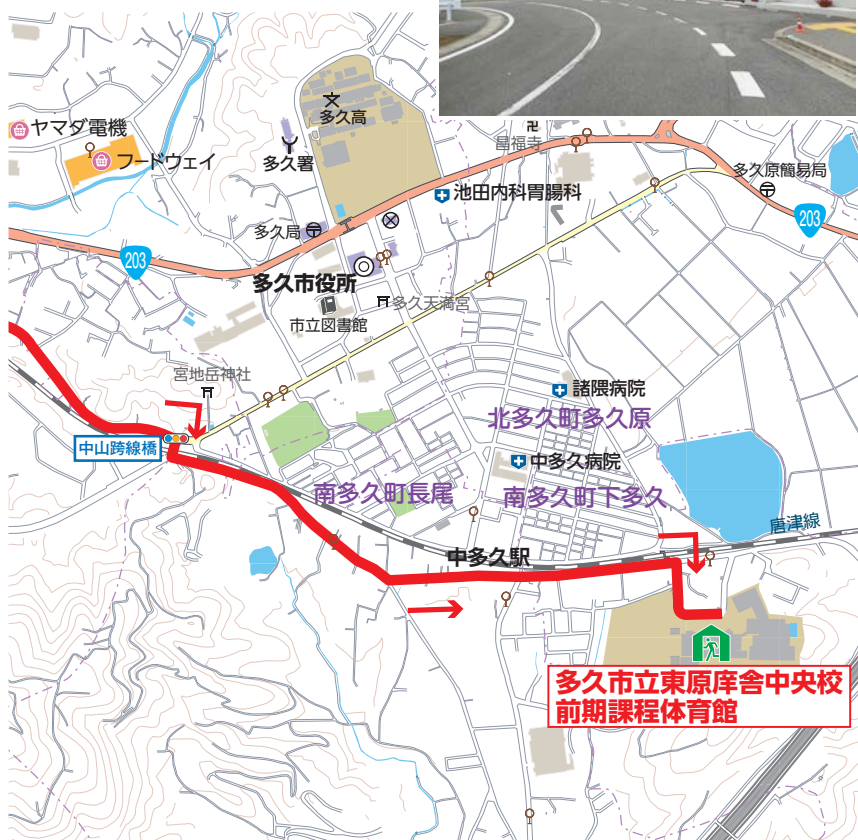 多久高
ヤマダ電機
フードウェイ
多久署
昌福寺
多久原簡易局
池田内科胃腸科
203
多久局
203
多久市役所
多久天満宮
市立図書館
宮地岳神社
諸隈病院
北多久町多久原
中山跨線橋
中多久病院
南多久町長尾
南多久町下多久
唐津線
中多久駅
多久市立東原庠舎中央校
前期課程体育館